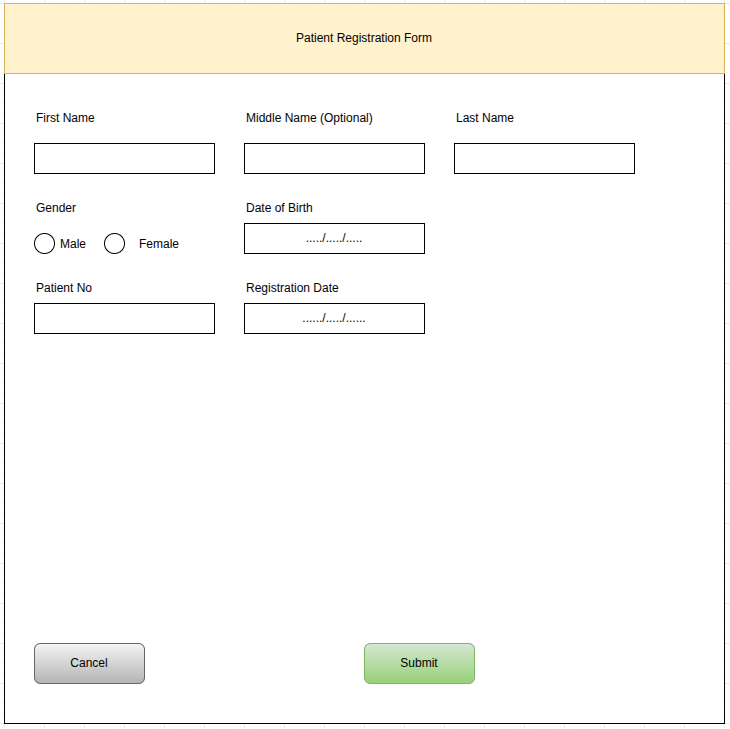 Patient Registration Form
First Name Middle Name (Optional) Last Name
Gender Date of Birth
Male Female ...../...../.....
Patient No Registration Date
....../...../......
Cancel Submit